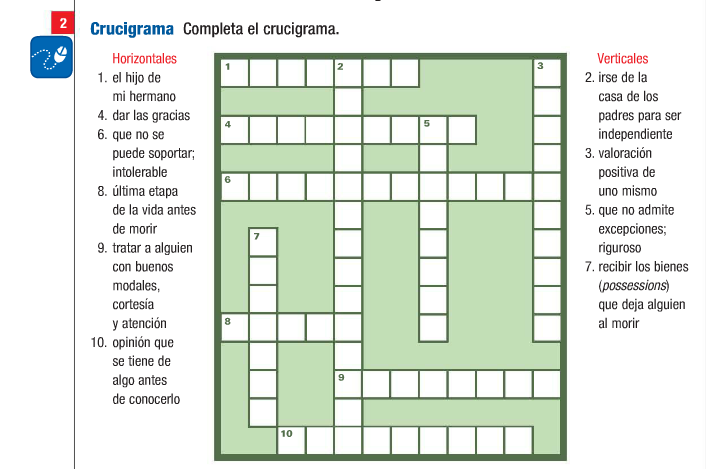 2
Crucigrama Completa el crucigrama.
Horizontales
1. el hijo de
mi hermano
4. dar las gracias
6. que no se
puede soportar;
intolerable
8. última etapa
de la vida antes
de morir
9. tratar a alguien
con buenos
modales,
cortesía
y atención
10. opinión que
se tiene de
algo antes
de conocerlo
1 2 3
4 5
6
7
8
9
10
Verticales
2. irse de la
casa de los
padres para ser
independiente
3. valoración
positiva de
uno mismo
5. que no admite
excepciones;
riguroso
7. recibir los bienes
(possessions)
que deja alguien
al morir